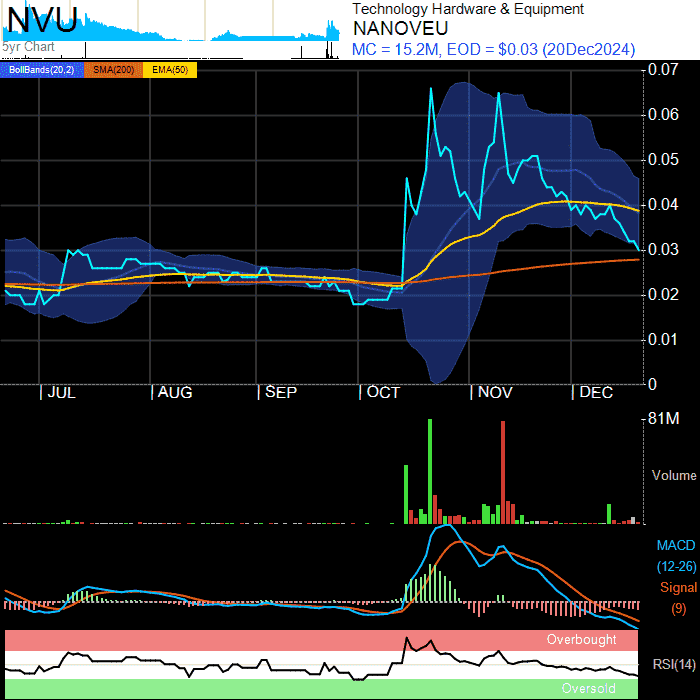 NVU
5yr Chart
Technology Hardware & Equipment
NANOVEU
MC = 15.2M, EOD = $0.03 (20Dec2024)
BollBands(20,2) SMA(200) EMA(50)
0.07
0.06
0.05
0.04
0.03
0.02
0.01
0
JUL AUG SEP OCT NOV DEC
81M
Volume
MACD
(12-26)
Signal
(9)
Overbought
RSI(14)
Oversold